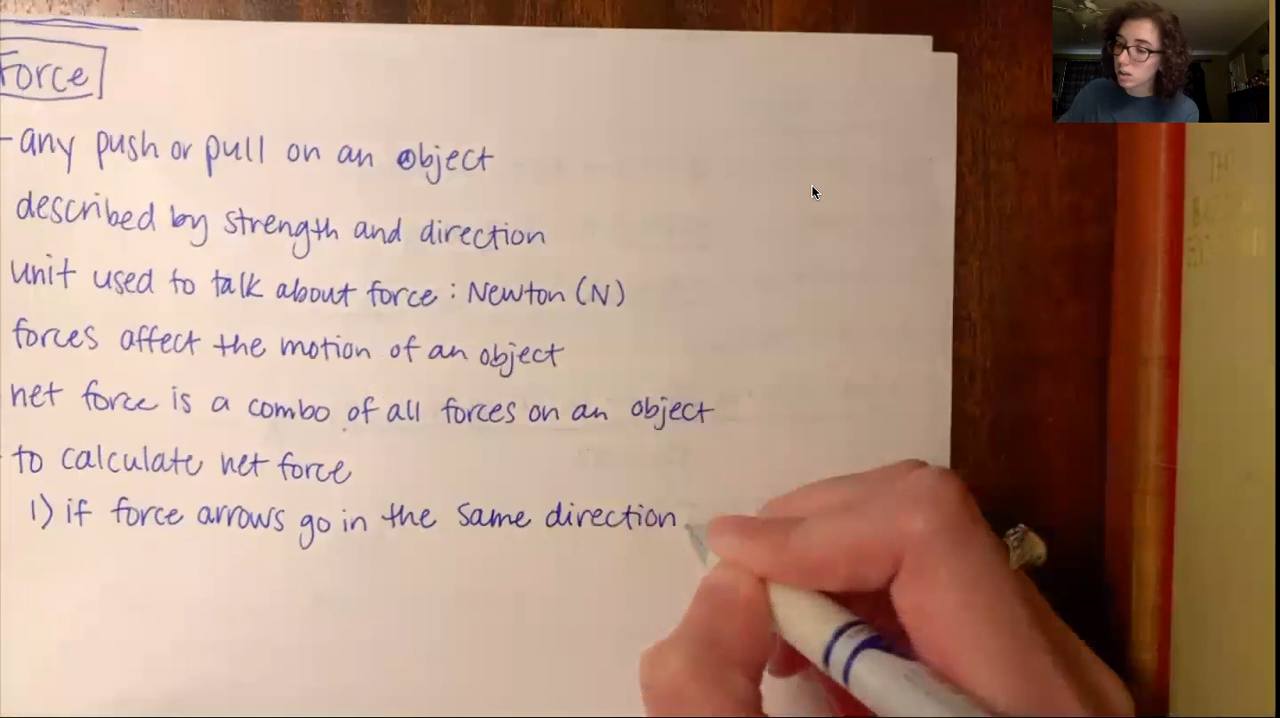 Force
-any push or pull on an object
described by strength and direction
unit used to talk about force: Newton (N)
forces affect the motion of an object
net force is a combo of all forces on an object
to calculate net force
1) if force arrows go in the same direction